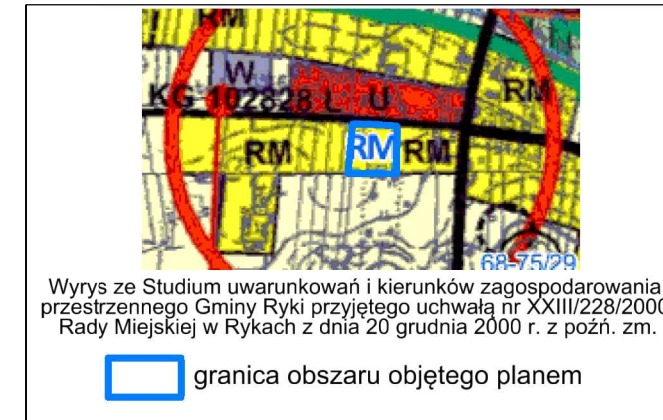 RM
W
KG 102828 L U
RM
RM RM RM
68-75/29
Wyrys ze Studium uwarunkowań i kierunków zagospodarowania
przestrzennego Gminy Ryki przyjętego uchwałą nr XXIII/228/2000
Rady Miejskiej w Rykach z dnia 20 grudnia 2000 r. z poźń. zm.
granica obszaru objętego planem